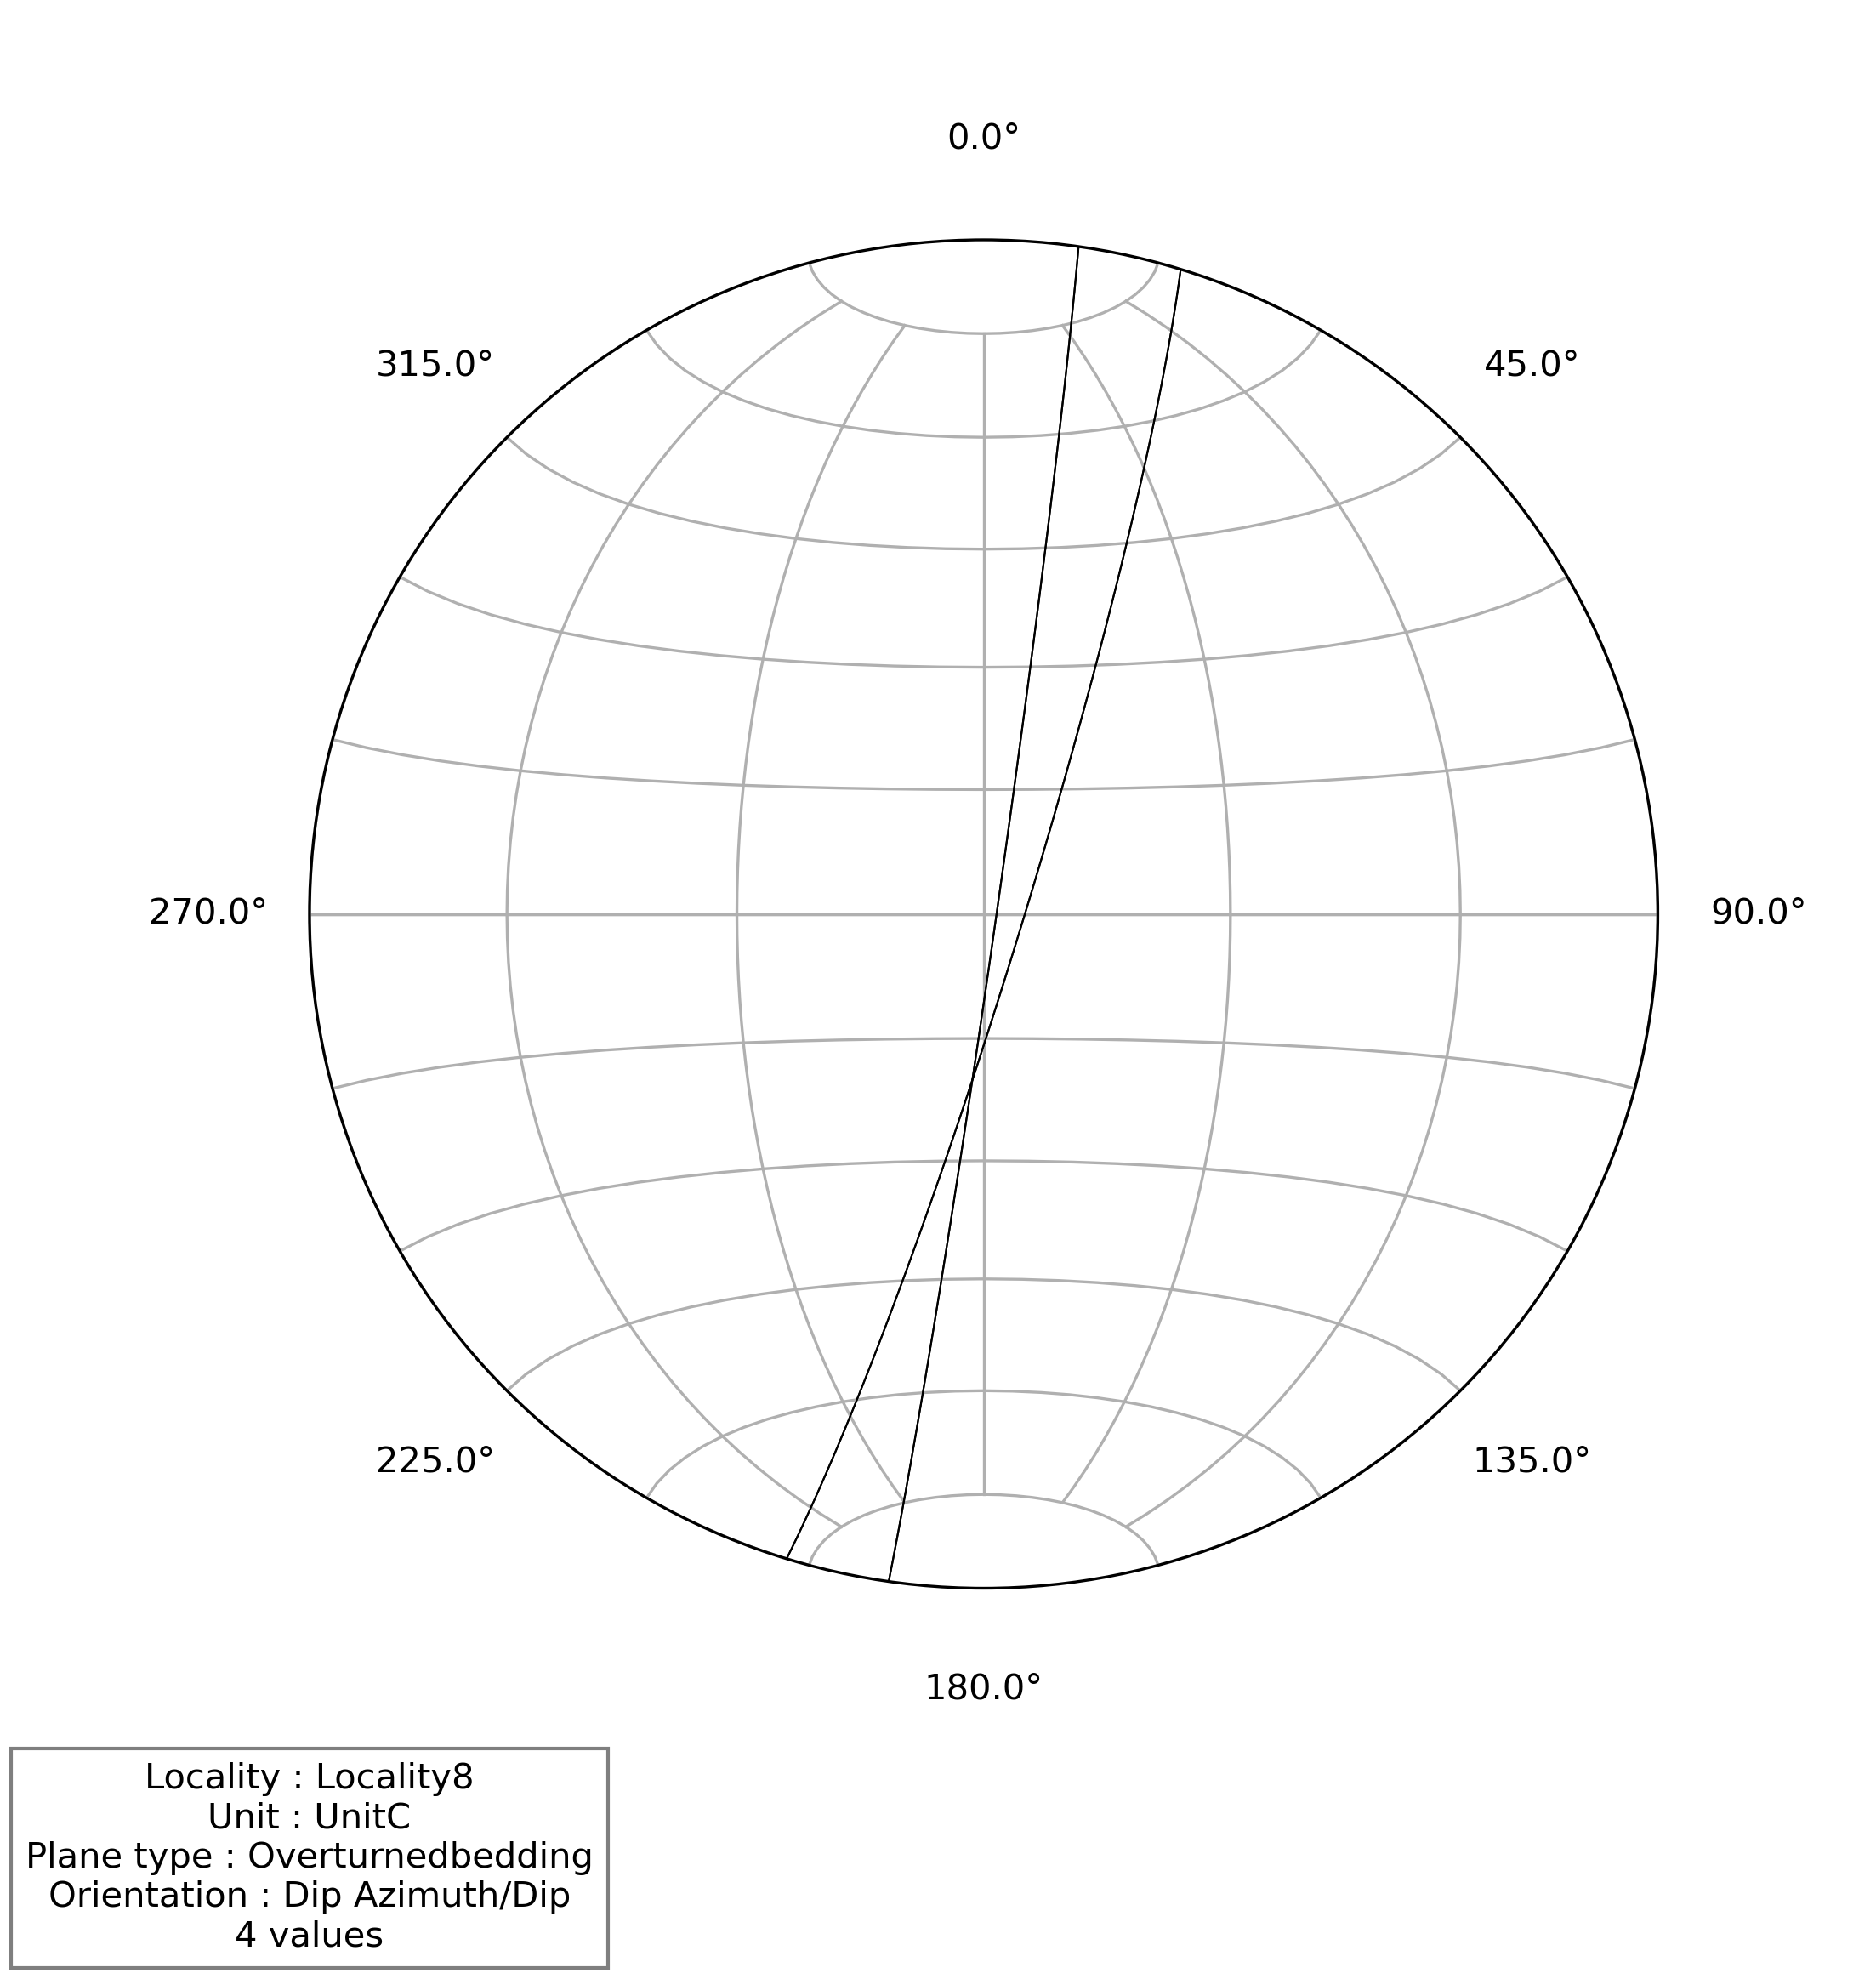 0.0°
315.0°
45.0°
270.0°
90.0°
225.0°
135.0°
180.0°
Locality : Locality8
Unit : UnitC
Plane type : Overturnedbedding
Orientation : Dip Azimuth/Dip
4 values